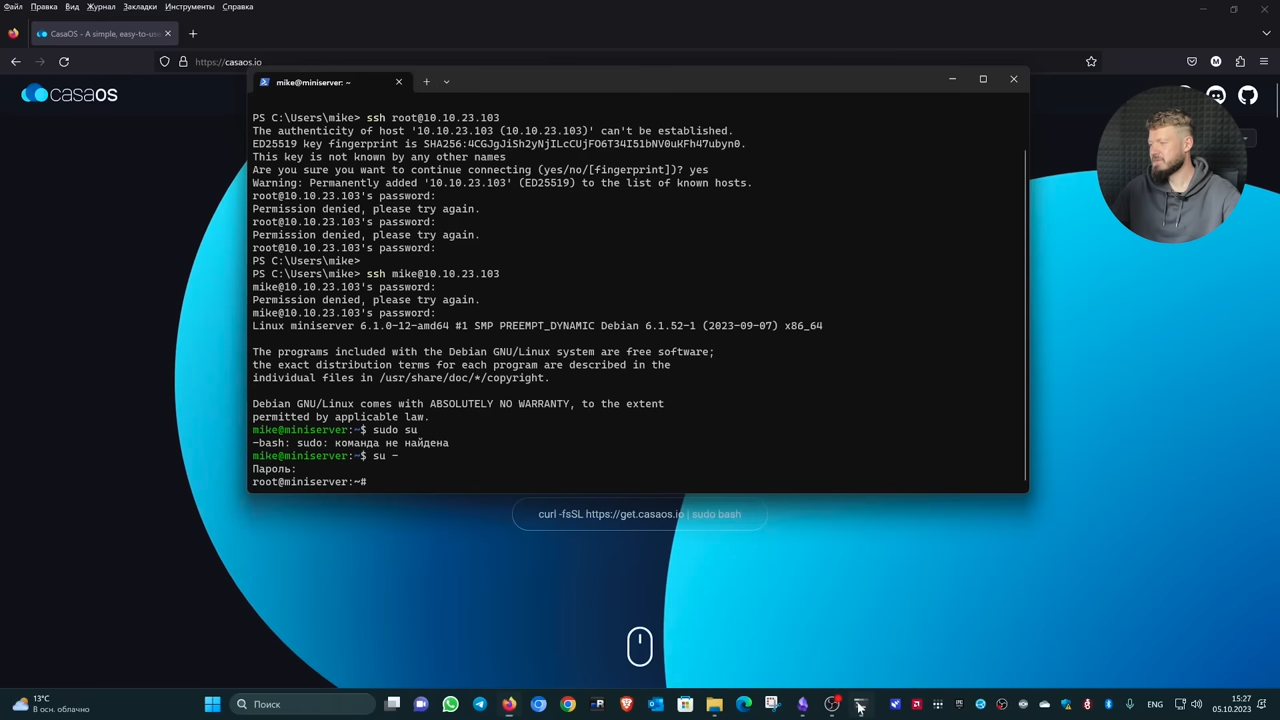 Файл Правка Вид Журнал Закладки Инструменты Справка
CasaOS - A simple, easy-to-use
https://casaos.io
casaOS
mike@miniserver: ~
PS C:\Users\mike> ssh root@10.10.23.103
The authenticity of host '10.10.23.103 (10.10.23.103)' can't be established.
ED25519 key fingerprint is SHA256:4CGJgJiSh2yNjILcCUjFO6T34I51bNV0uKFh47ubyn0.
This key is not known by any other names
Are you sure you want to continue connecting (yes/no/[fingerprint])? yes
Warning: Permanently added '10.10.23.103' (ED25519) to the list of known hosts.
root@10.10.23.103's password:
Permission denied, please try again.
root@10.10.23.103's password:
Permission denied, please try again.
root@10.10.23.103's password:
PS C:\Users\mike>
PS C:\Users\mike> ssh mike@10.10.23.103
mike@10.10.23.103's password:
Permission denied, please try again.
mike@10.10.23.103's password:
Linux miniserver 6.1.0-12-amd64 #1 SMP PREEMPT_DYNAMIC Debian 6.1.52-1 (2023-09-07) x86_64
The programs included with the Debian GNU/Linux system are free software;
the exact distribution terms for each program are described in the
individual files in /usr/share/doc/*/copyright.
Debian GNU/Linux comes with ABSOLUTELY NO WARRANTY, to the extent
permitted by applicable law.
mike@miniserver:~$ sudo su
-bash: sudo: команда не найдена
mike@miniserver:~$ su -
Пароль:
root@miniserver:~#
curl -fsSL https://get.casaos.io | sudo bash
13°C
В осн. облачно
Поиск
ENG
15:27
05.10.2023